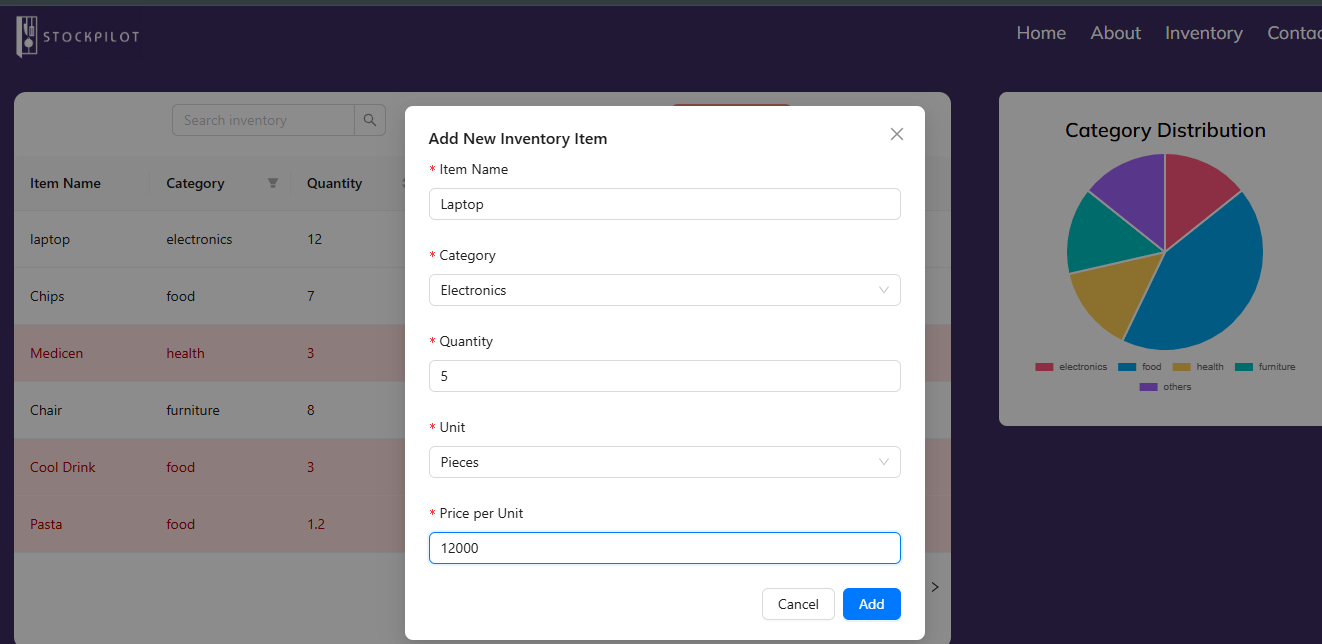 STOCKPILOT
Home About Inventory
Search inventory
Item Name Category Quantity
laptop electronics 12
Chips food 7
Medicen health 3
Chair furniture 8
Cool Drink food 3
Pasta food 1.2
Add New Inventory Item
* Item Name
Laptop
* Category
Electronics
* Quantity
5
* Unit
Pieces
* Price per Unit
12000
Cancel Add
Category Distribution
electronics food health furniture
others